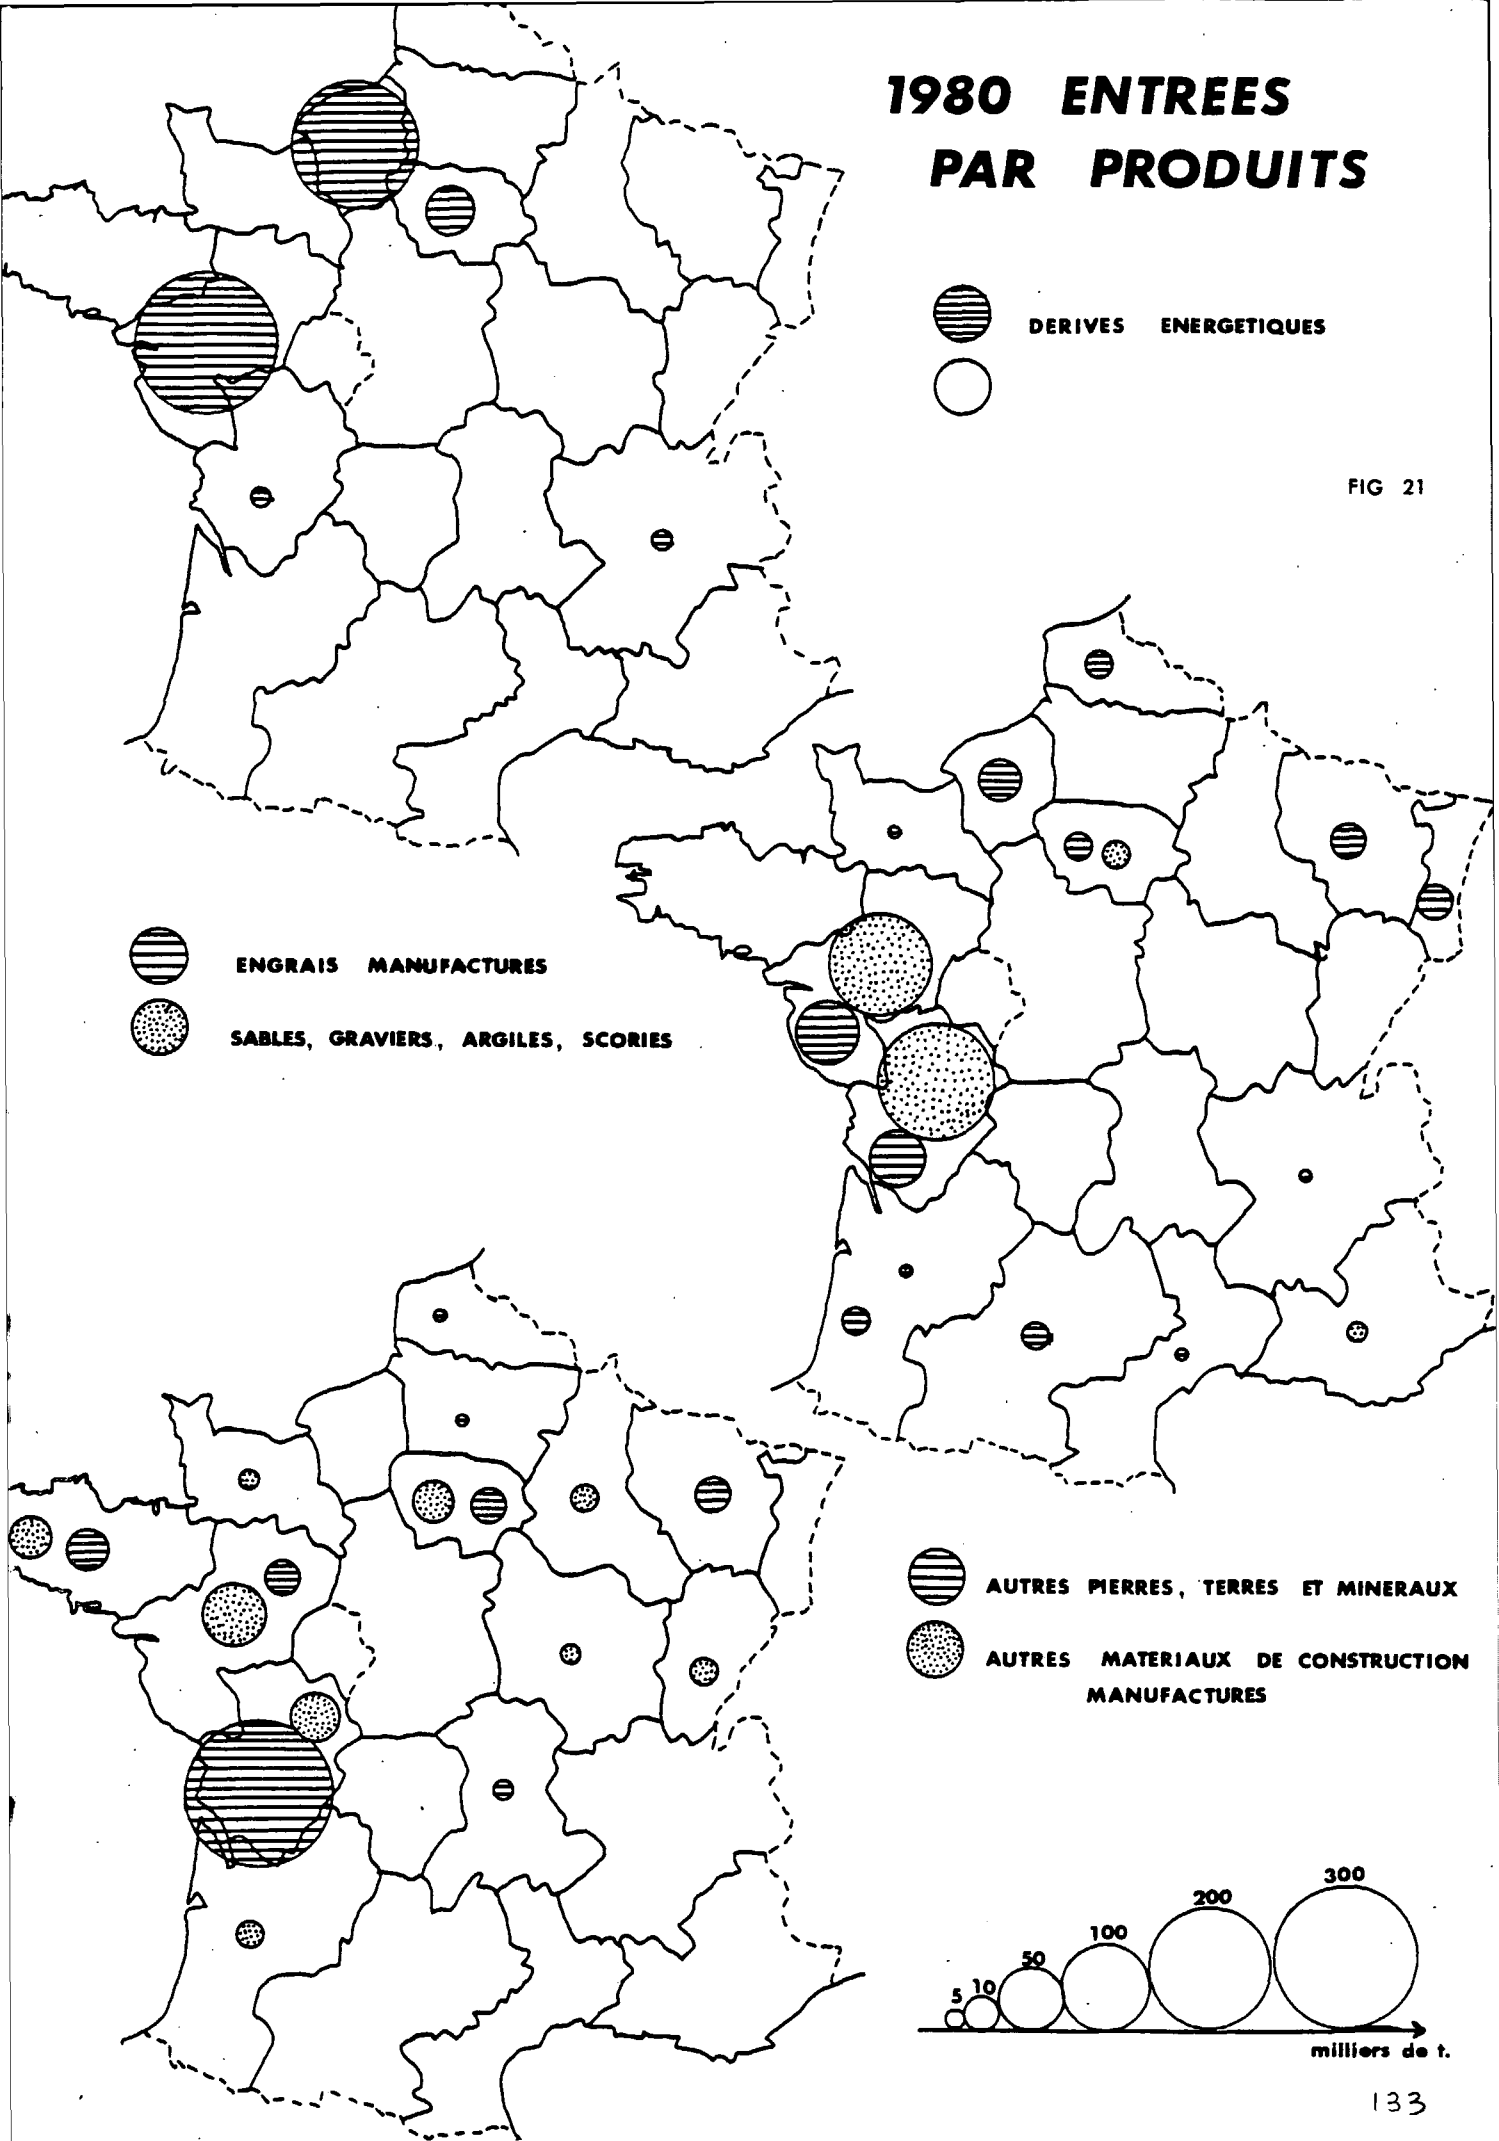 1980 ENTREES
PAR PRODUITS
DERIVES ENERGETIQUES
FIG 21
ENGRAIS MANUFACTURES
SABLES, GRAVIERS, ARGILES, SCORIES
AUTRES PIERRES, TERRES ET MINERAUX
AUTRES MATERIAUX DE CONSTRUCTION
MANUFACTURES
5 10 50 100 200 300
milliers de t.
133